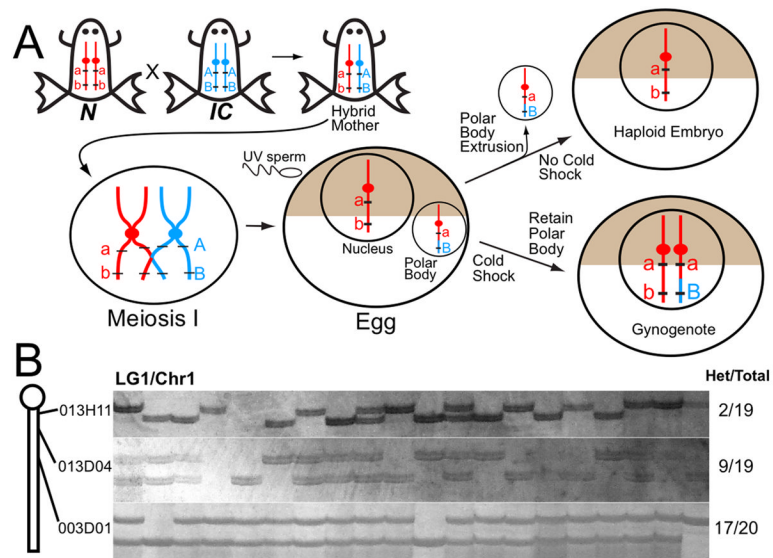 A
a a
b b
N
X
A A
B B
IC
a A
b B
Hybrid
Mother
UV sperm
a A
b B
Meiosis I
a
b
Nucleus
a
B
Polar
Body
Egg
a
B
Polar
Body
Extrusion
No Cold
Shock
Cold
Shock
Retain
Polar
Body
a
b
Haploid Embryo
a a
b B
Gynogenote
B
LG1/Chr1
Het/Total
013H11
2/19
013D04
9/19
003D01
17/20